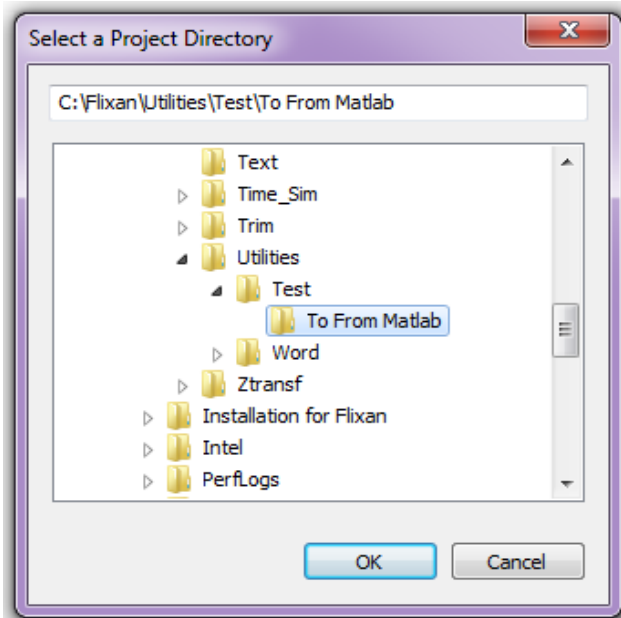 Select a Project Directory
C:\Flixan\Utilities\Test\To From Matlab
Text
Time_Sim
Trim
Utilities
Test
To From Matlab
Word
Ztransf
Installation for Flixan
Intel
PerfLogs
OK Cancel